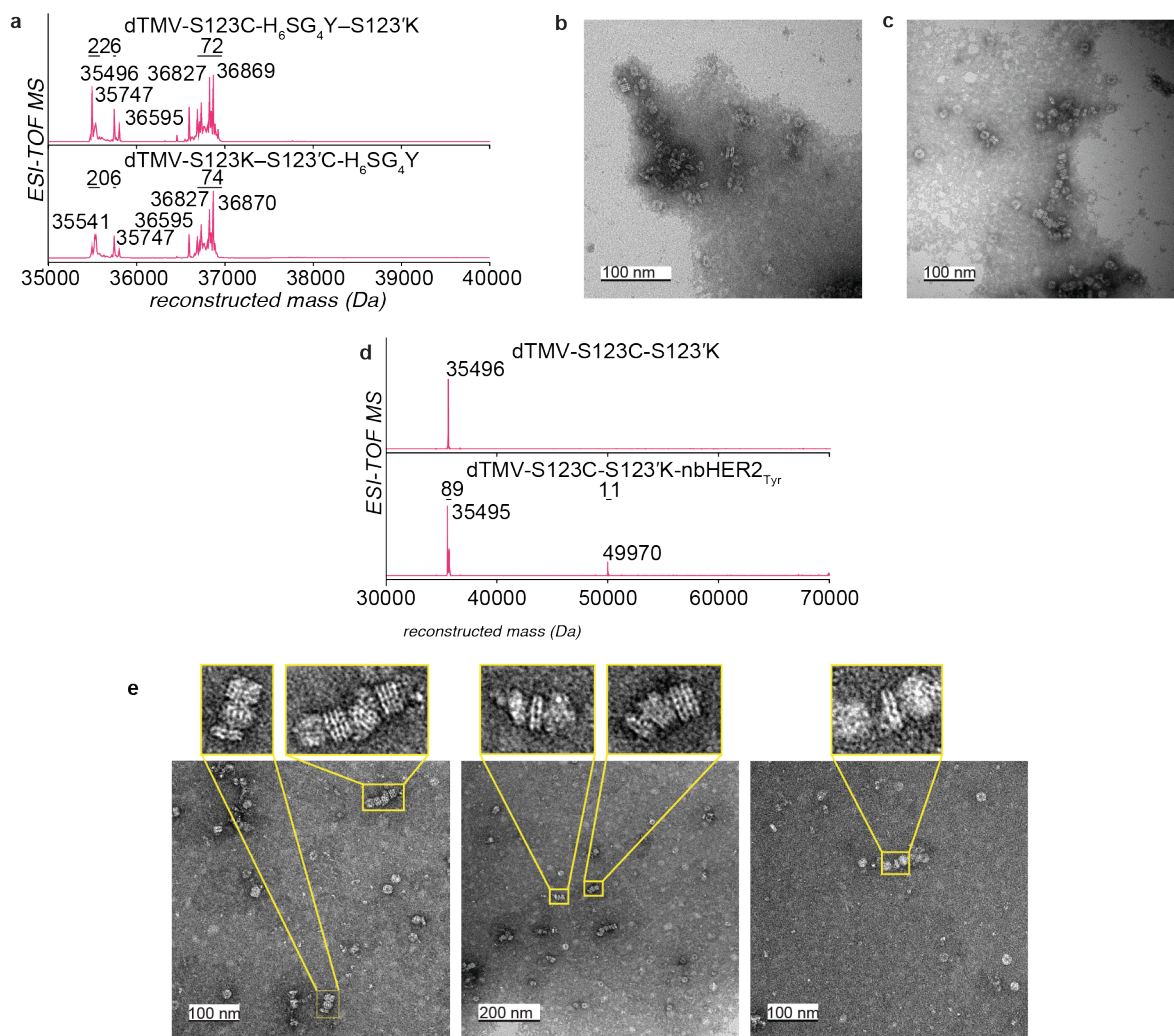 a
dTMV-S123C-H6SG4Y–S123′K
226
72
35496
36827
36869
35747
36595
ESI-TOF MS
dTMV-S123K–S123′C-H6SG4Y
206
74
36827
36870
36595
35541
35747
35000 36000 37000 38000 39000 40000
reconstructed mass (Da)
b
100 nm
c
100 nm
d
dTMV-S123C-S123′K
35496
ESI-TOF MS
dTMV-S123C-S123′K-nbHER2Tyr
89
11
35495
49970
30000 40000 50000 60000 70000
reconstructed mass (Da)
e
100 nm
200 nm
100 nm